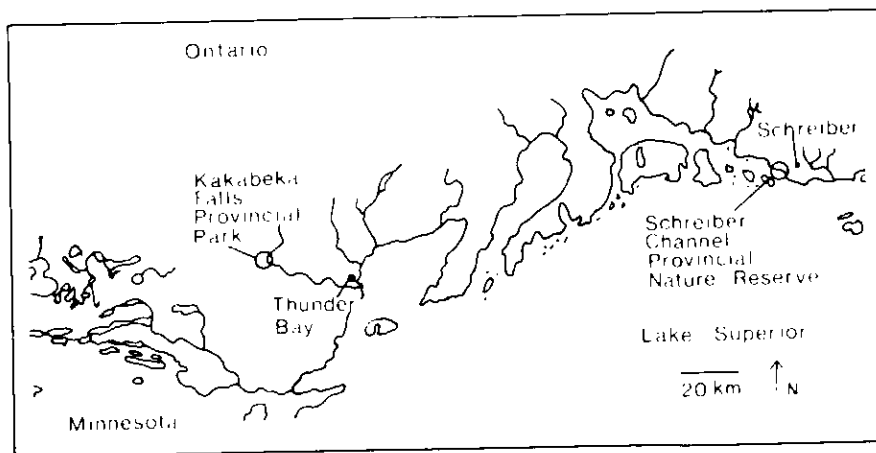 Ontario
Kakabeka
Falls
Provincial
Park
Thunder
Bay
Schreiber
Schreiber
Channel
Provincial
Nature Reserve
Lake Superior
20 km
N
Minnesota